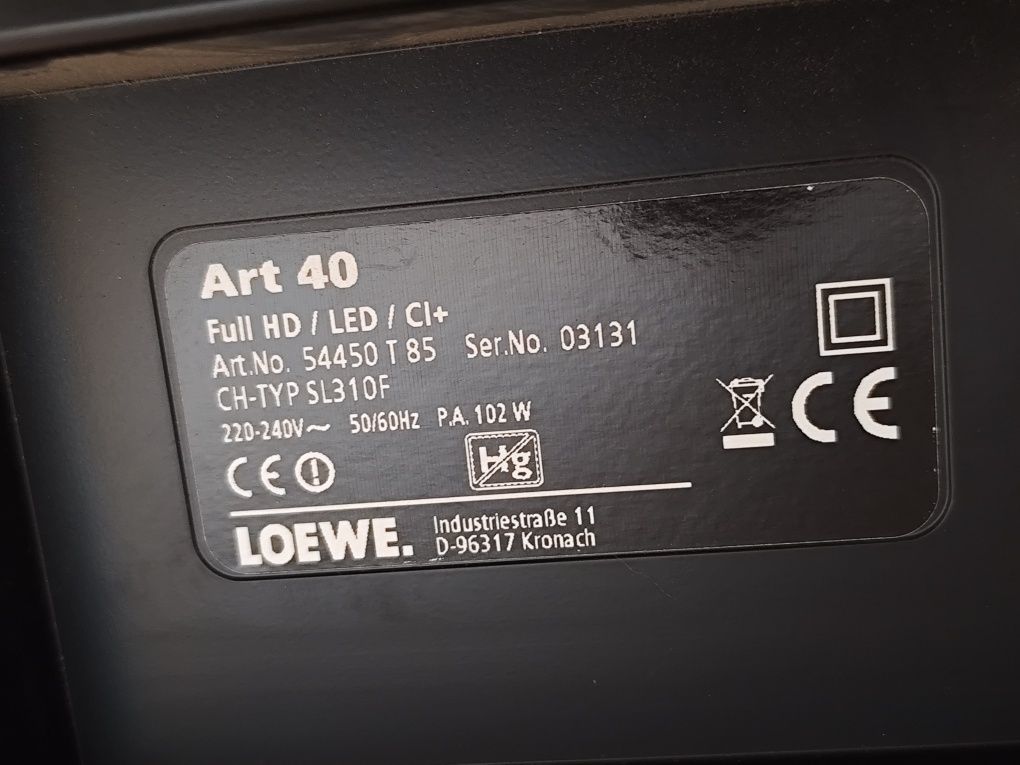 Art 40
Full HD / LED / CI+
Art.No. 54450 T 85 Ser.No. 03131
CH-TYP SL310F
220-240V~ 50/60Hz P.A. 102 W
CE
Hg
CE
LOEWE.
Industriestraße 11
D-96317 Kronach